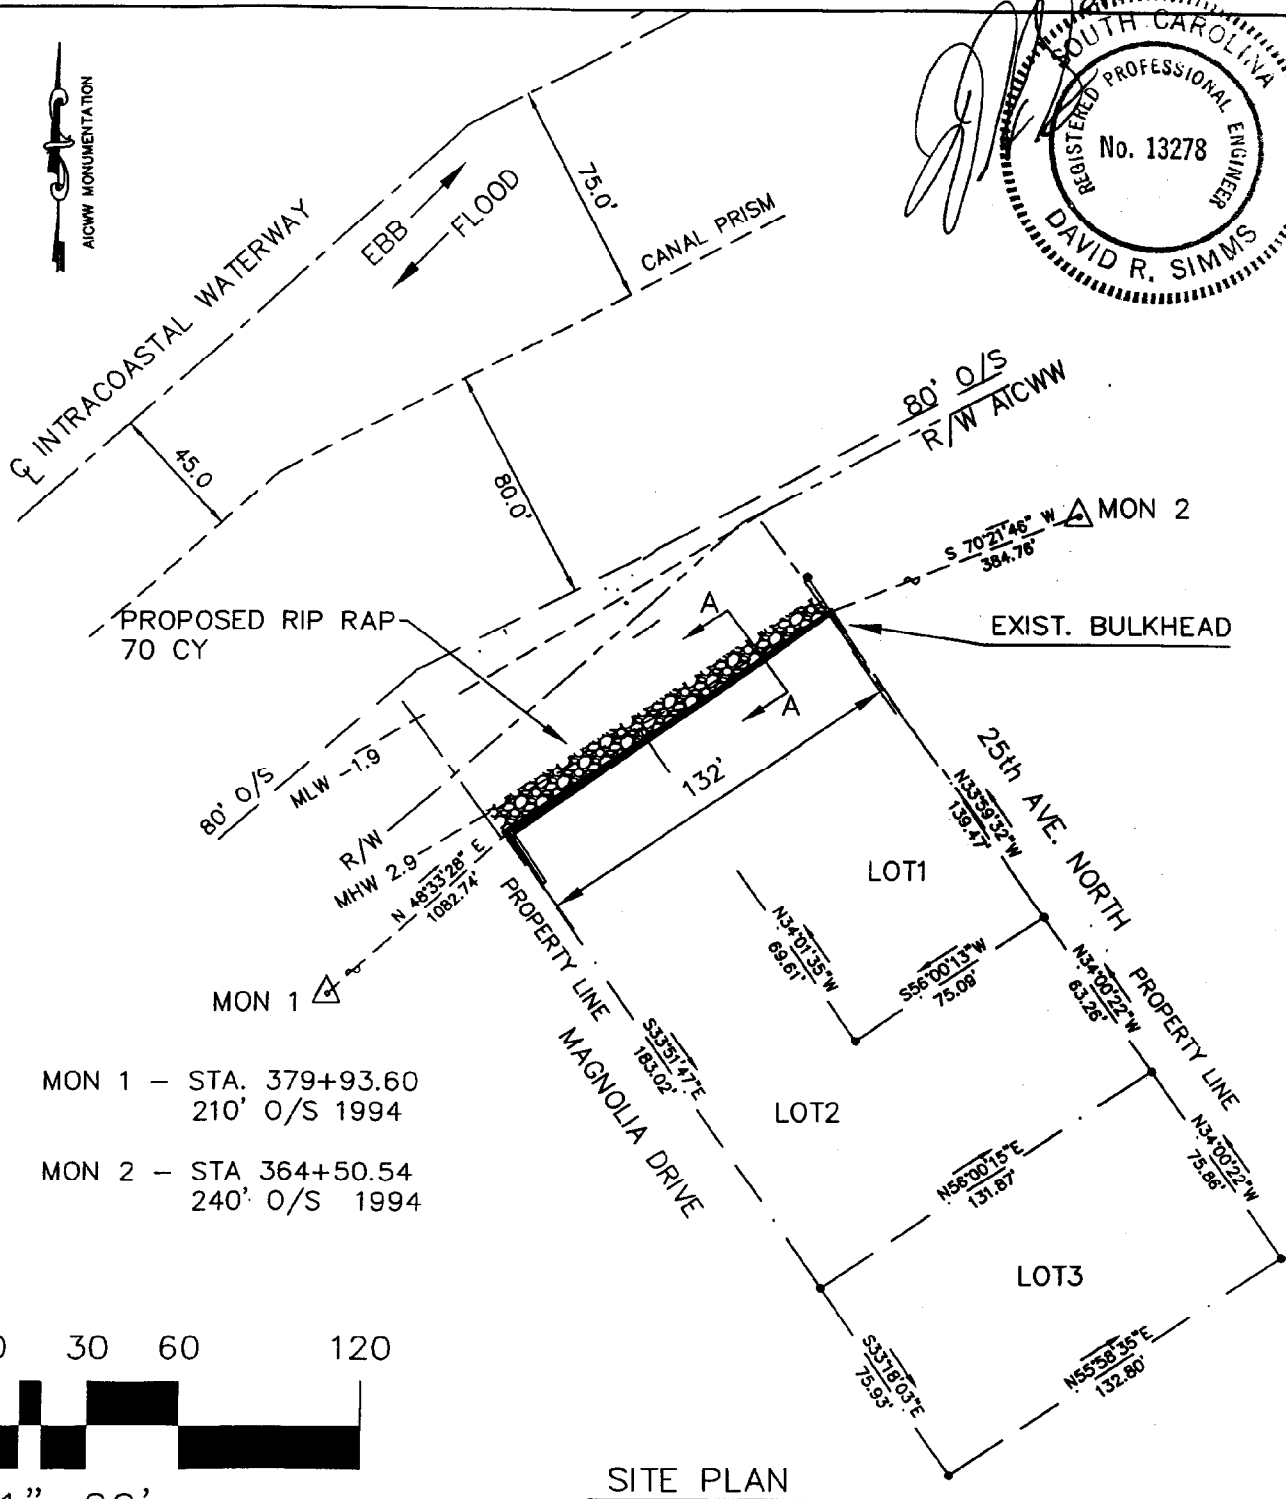 AICWW MONUMENTATION
SOUTH CAROLINA
REGISTERED PROFESSIONAL ENGINEER
No. 13278
DAVID R. SIMMS
℄ INTRACOASTAL WATERWAY
EBB
FLOOD
75.0'
CANAL PRISM
45.0
80.0'
80' O/S
R/W AICWW
S 70°21'46" W
384.76'
MON 2
PROPOSED RIP RAP
70 CY
A
A
EXIST. BULKHEAD
132'
80' O/S
MLW -1.9
R/W
MHW 2.9
N 48°33'28" E
1082.74'
MON 1
PROPERTY LINE
MAGNOLIA DRIVE
25th AVE. NORTH
N33°59'32"W
139.47'
LOT1
N34°01'35"W
69.61'
S56°00'13"W
75.09'
N34°00'22"W
63.26'
PROPERTY LINE
S33°51'47"E
183.02'
LOT2
N56°00'15"E
131.87'
N34°00'22"W
75.86'
LOT3
S33°18'03"E
75.93'
N55°58'35"E
132.80'
MON 1 - STA. 379+93.60
210' O/S 1994
MON 2 - STA 364+50.54
240' O/S 1994
30 60 120
SITE PLAN